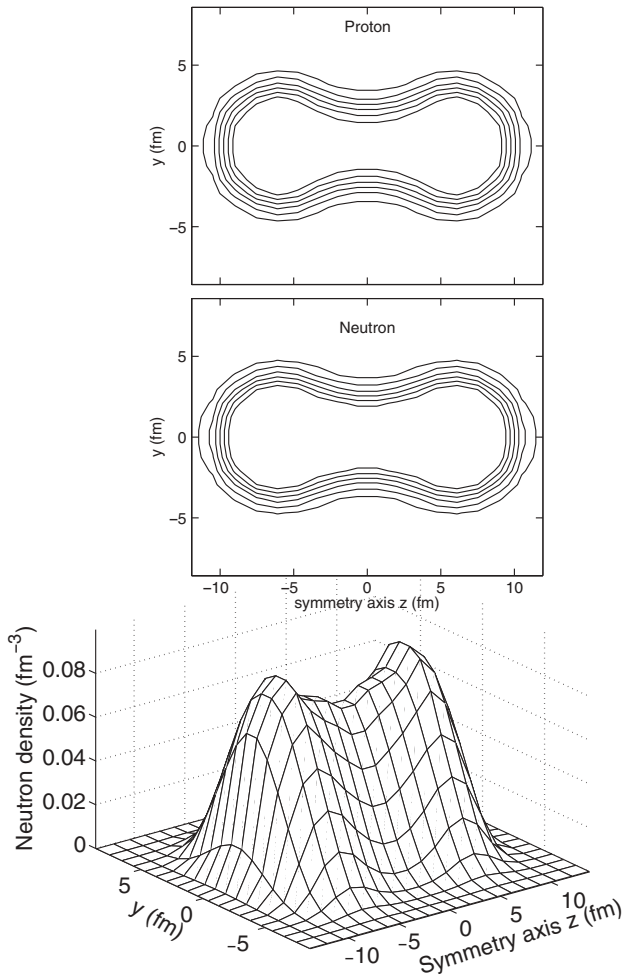 Proton
5
0
−5
y (fm)
Neutron
5
0
−5
y (fm)
−10 −5 0 5 10
symmetry axis z (fm)
0.08
0.06
0.04
0.02
0
Neutron density (fm⁻³)
5
0
−5
y (fm)
−10
−5
0
5
10
Symmetry axis z (fm)